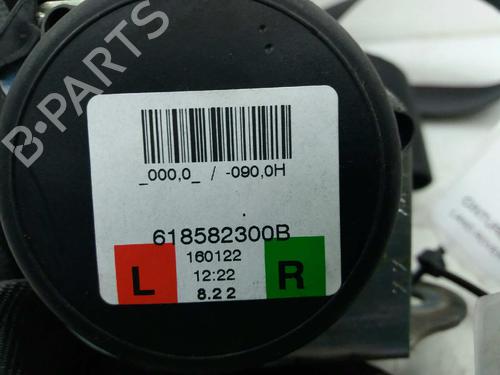 B-PARTS
_000,0_ / -090,0H
618582300B
160122
L 12:22 R
8.2 2